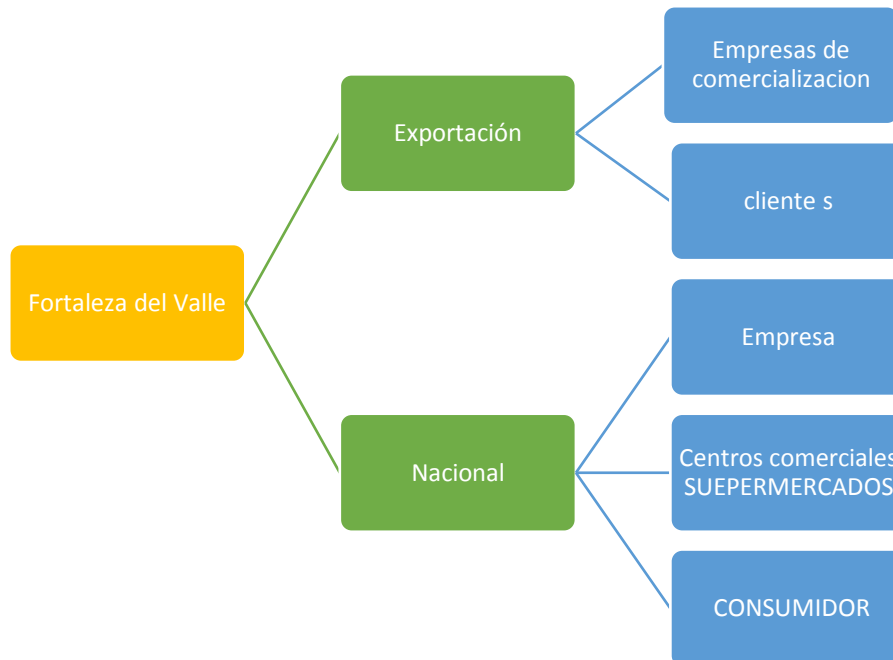 Empresas de
comercializacion
Exportación
cliente s
Fortaleza del Valle
Empresa
Nacional
Centros comerciales
SUEPERMERCADOS
CONSUMIDOR